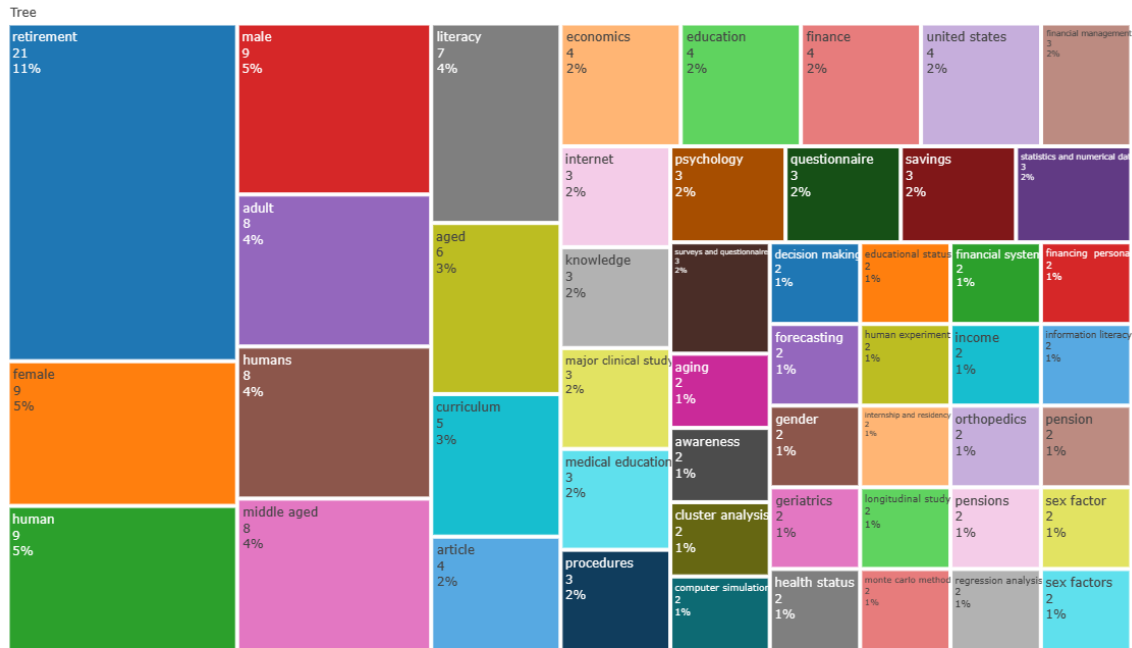 Tree
retirement
21
11%
female
9
5%
human
9
5%
male
9
5%
adult
8
4%
humans
8
4%
middle aged
8
4%
literacy
7
4%
aged
6
3%
curriculum
5
3%
article
4
2%
economics
4
2%
education
4
2%
finance
4
2%
united states
4
2%
financial management
3
2%
internet
3
2%
knowledge
3
2%
major clinical study
3
2%
medical education
3
2%
procedures
3
2%
psychology
3
2%
questionnaire
3
2%
savings
3
2%
statistics and numerical dat
3
2%
surveys and questionnaire
3
2%
aging
2
1%
awareness
2
1%
cluster analysis
2
1%
computer simulation
2
1%
decision making
2
1%
educational status
2
1%
financial system
2
1%
financing personal
2
1%
forecasting
2
1%
human experiment
2
1%
income
2
1%
information literacy
2
1%
gender
2
1%
internship and residency
2
1%
orthopedics
2
1%
pension
2
1%
geriatrics
2
1%
longitudinal study
2
1%
pensions
2
1%
sex factor
2
1%
health status
2
1%
monte carlo method
2
1%
regression analysis
2
1%
sex factors
2
1%